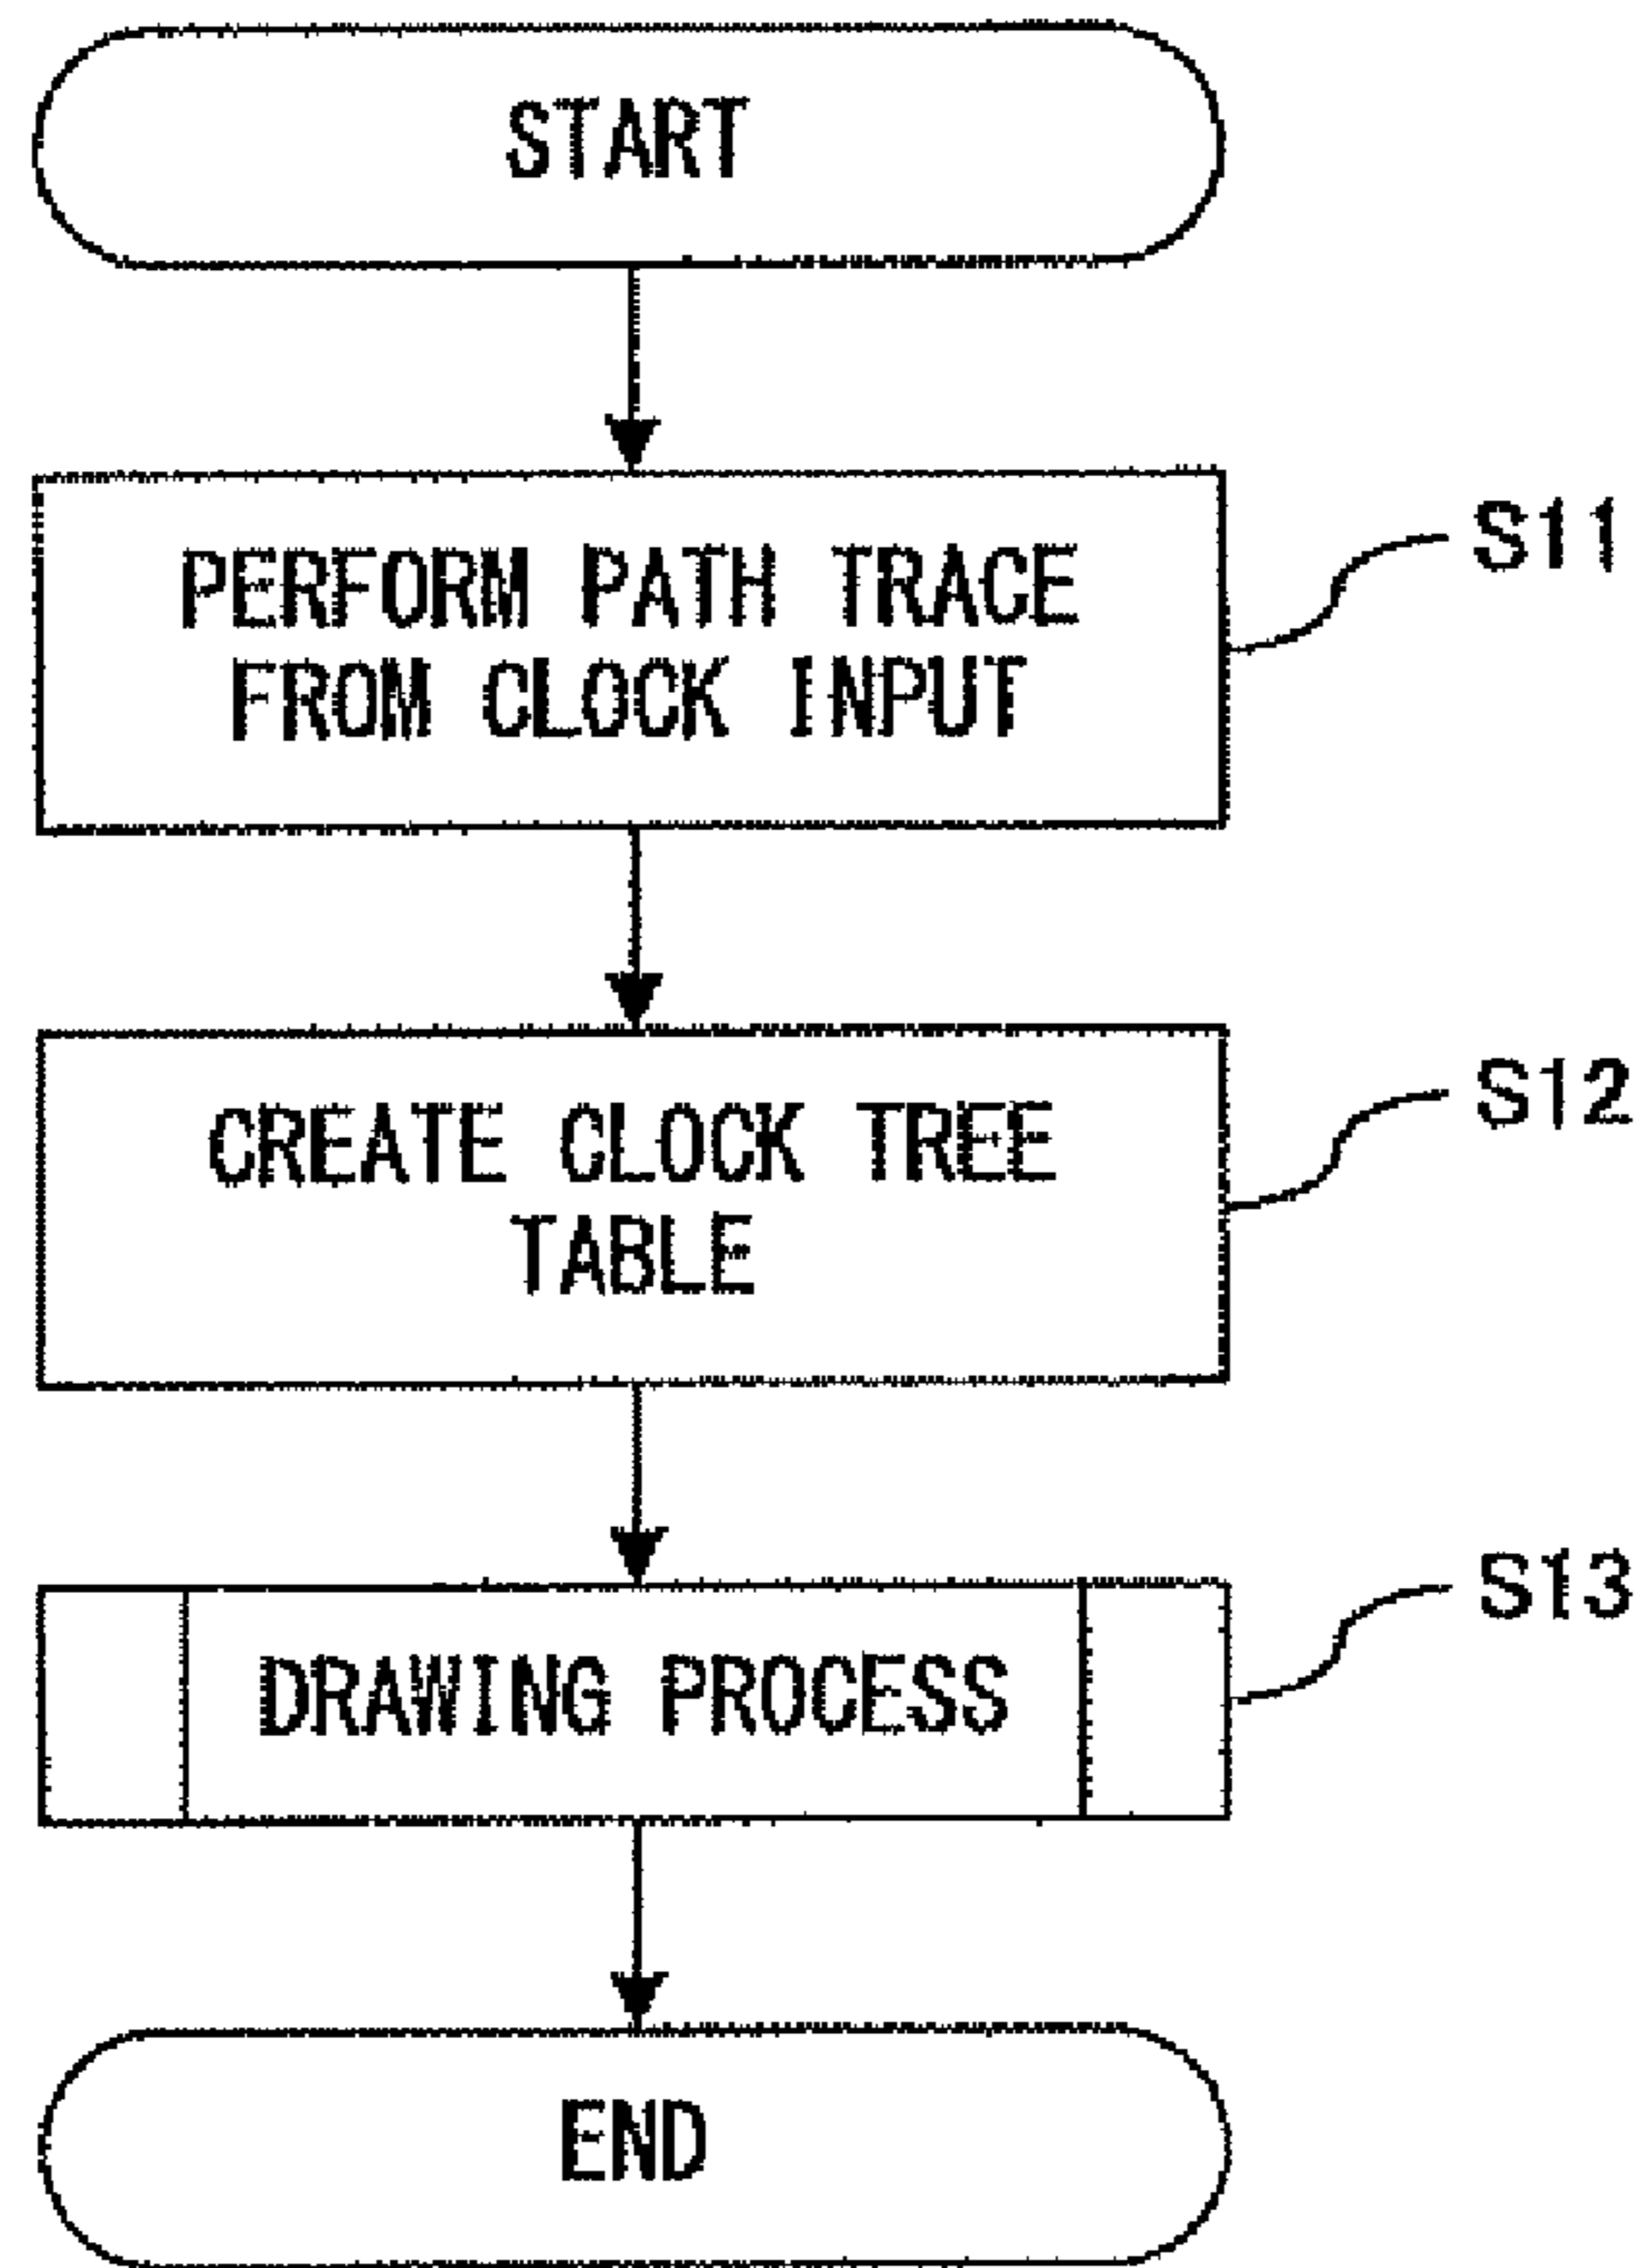 START
PERFORM PATH TRACE
FROM CLOCK INPUT
S11
CREATE CLOCK TREE
TABLE
S12
DRAWING PROCESS
S13
END